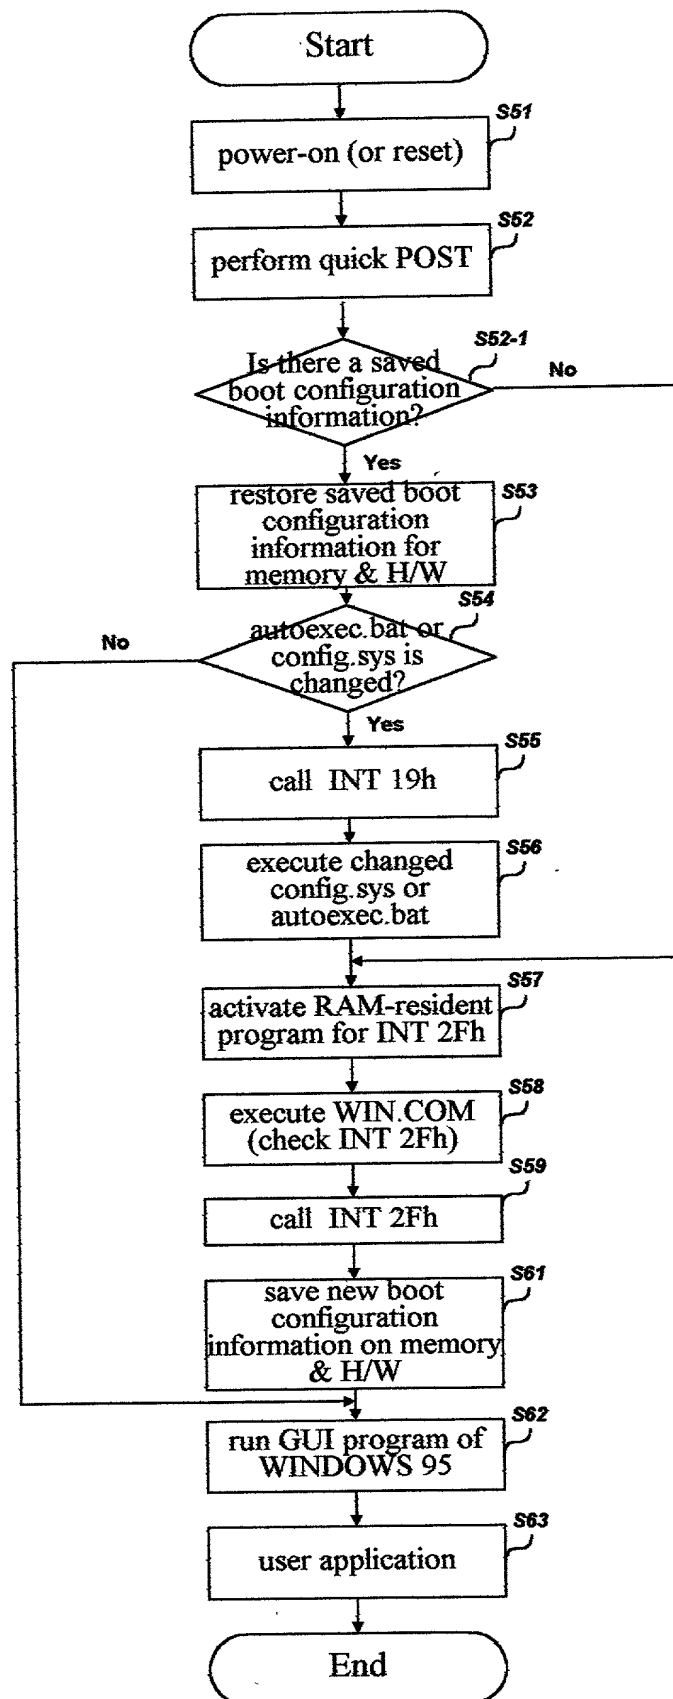 Start
S51
power-on (or reset)
S52
perform quick POST
S52-1
Is there a saved
boot configuration
information?
No
Yes
S53
restore saved boot
configuration
information for
memory & H/W
S54
No
autoexec.bat or
config.sys is
changed?
Yes
S55
call INT 19h
S56
execute changed
config.sys or
autoexec.bat
S57
activate RAM-resident
program for INT 2Fh
S58
execute WIN.COM
(check INT 2Fh)
S59
call INT 2Fh
S61
save new boot
configuration
information on memory
& H/W
S62
run GUI program of
WINDOWS 95
S63
user application
End